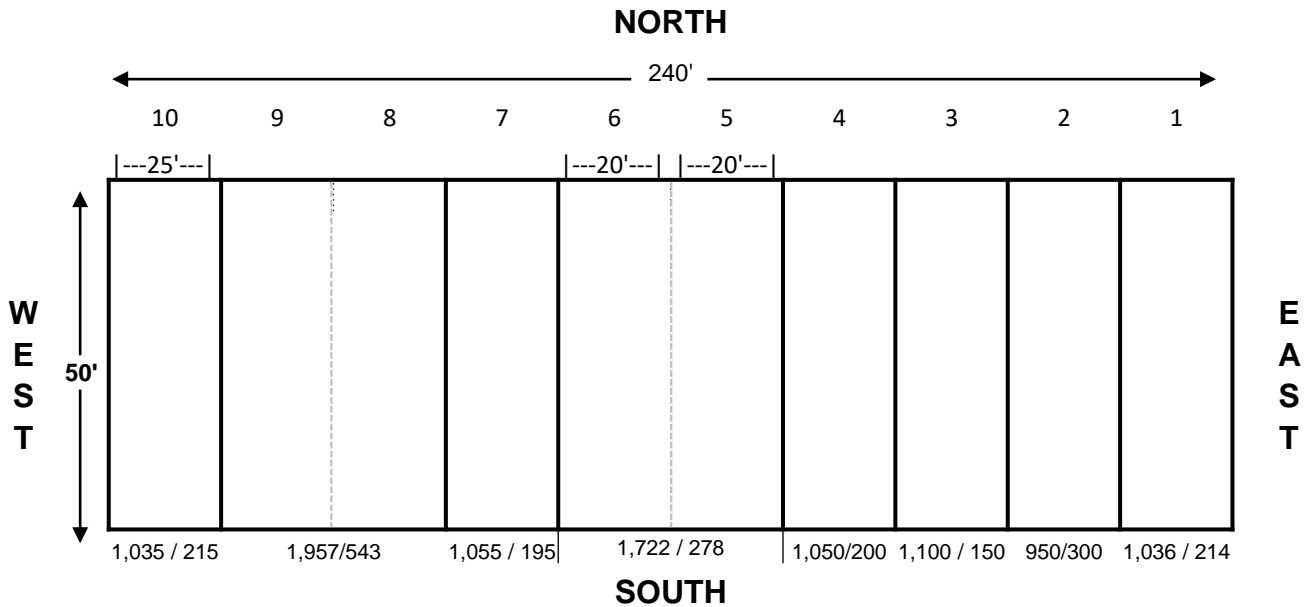 NORTH
240'
10 9 8 7 6 5 4 3 2 1
|---25'---| |---20'---| |---20'---|
W
E
S
T
50'
E
A
S
T
1,035 / 215 1,957/543 1,055 / 195 1,722 / 278 1,050/200 1,100 / 150 950/300 1,036 / 214
SOUTH